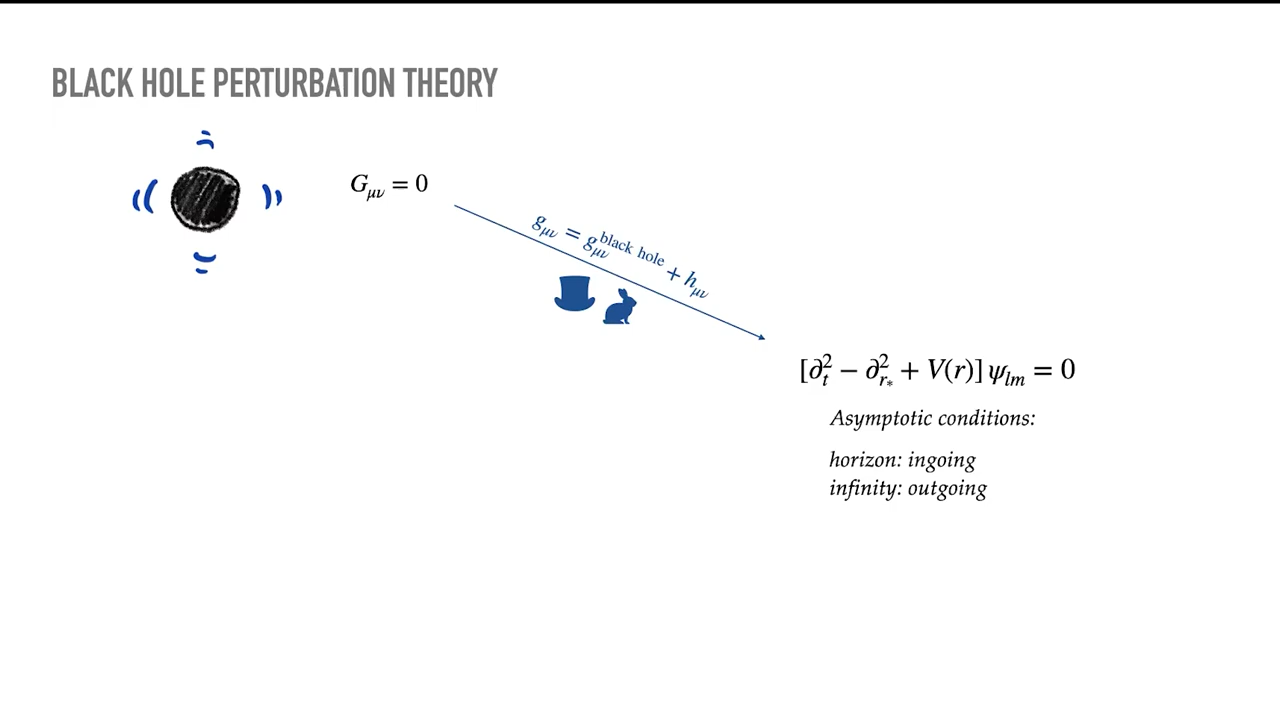 BLACK HOLE PERTURBATION THEORY
G_{μν} = 0
g_{μν} = g_{μν}^{black hole} + h_{μν}
[∂_t^2 − ∂_{r_*}^2 + V(r)] ψ_{lm} = 0
Asymptotic conditions:
horizon: ingoing
infinity: outgoing